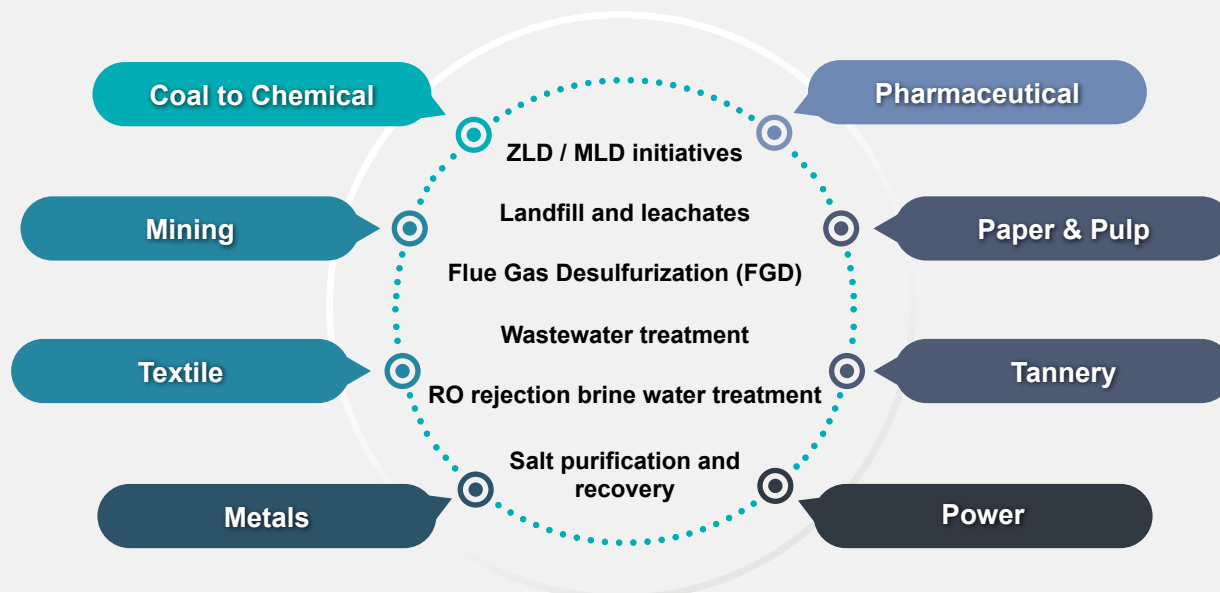 Coal to Chemical
Pharmaceutical
ZLD / MLD initiatives
Mining
Landfill and leachates
Paper & Pulp
Flue Gas Desulfurization (FGD)
Wastewater treatment
Textile
RO rejection brine water treatment
Tannery
Salt purification and
recovery
Metals
Power